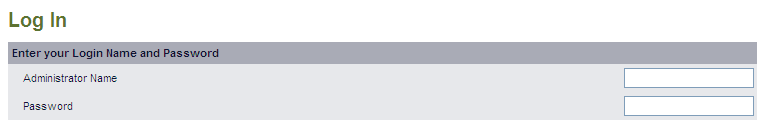 Log In
Enter your Login Name and Password
Administrator Name
Password